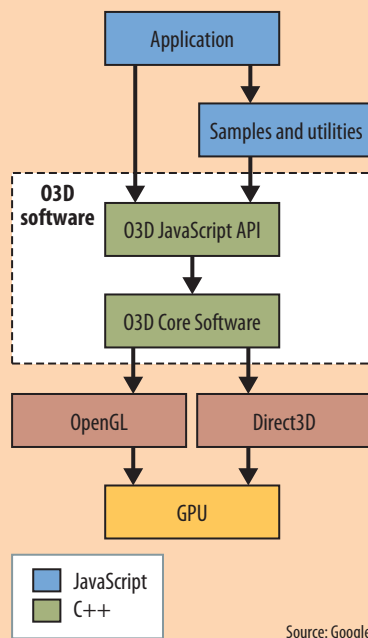 Application
Samples and utilities
O3D
software
O3D JavaScript API
O3D Core Software
OpenGL
Direct3D
GPU
JavaScript
C++
Source: Google